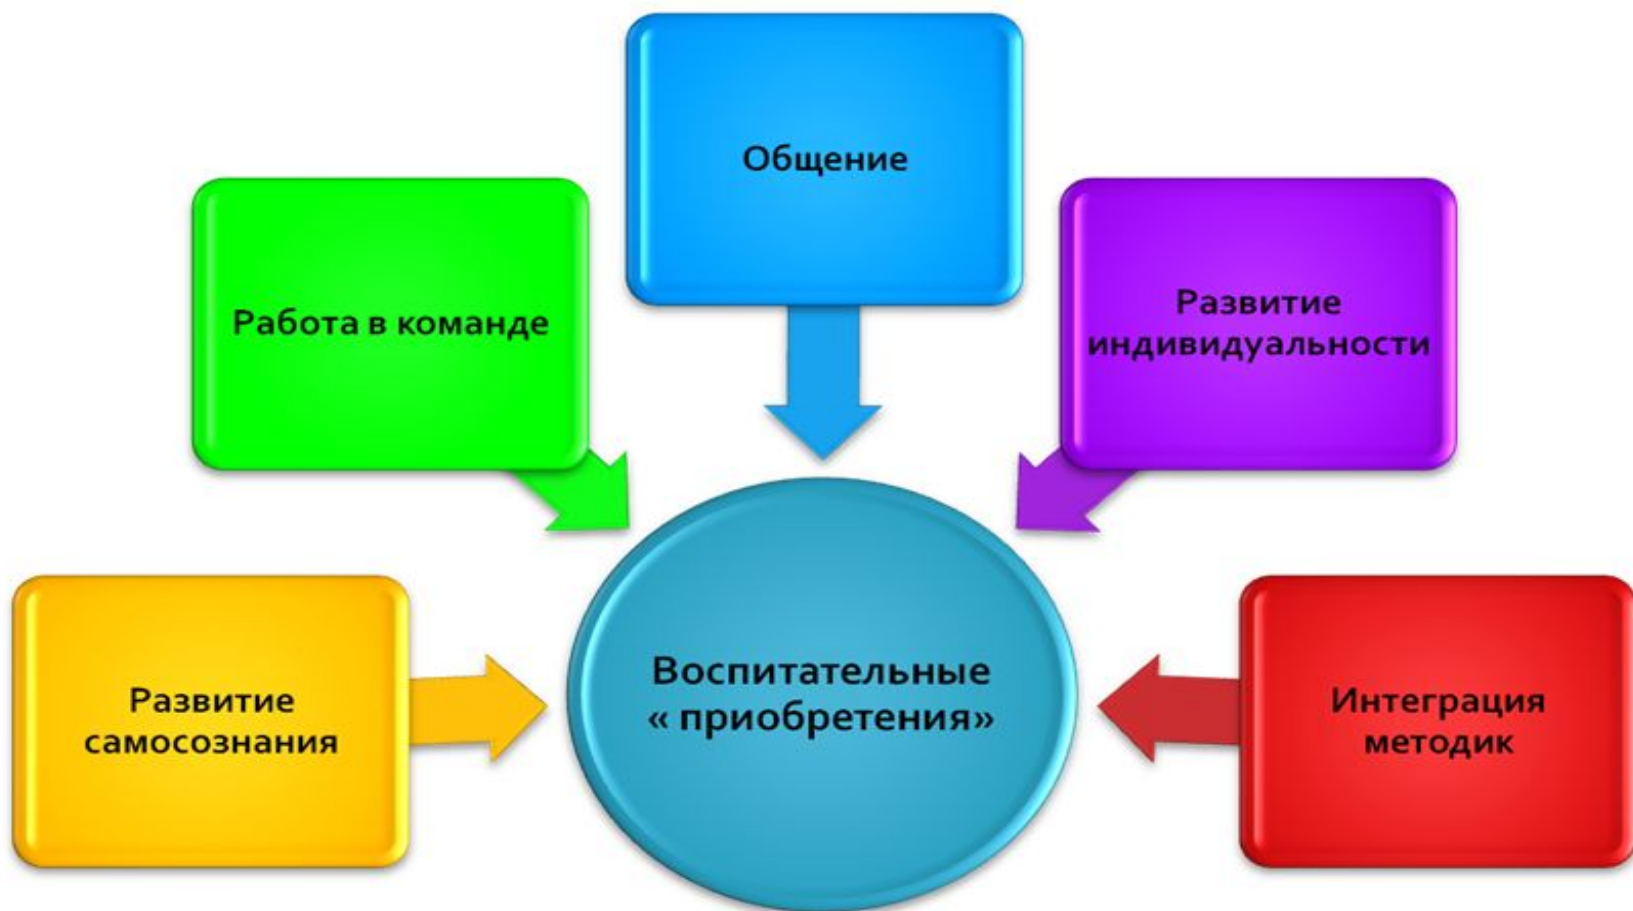 Общение
Работа в команде
Развитие
индивидуальности
Развитие
самосознания
Воспитательные
« приобретения»
Интеграция
методик